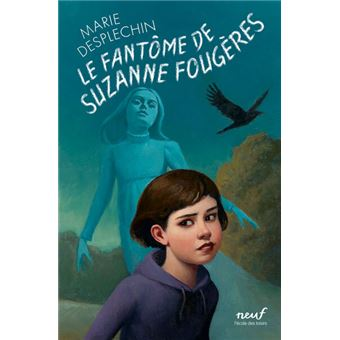 MARIE
DESPLECHIN
LE FANTÔME DE
SUZANNE FOUGÈRES
neuf
l'école des loisirs